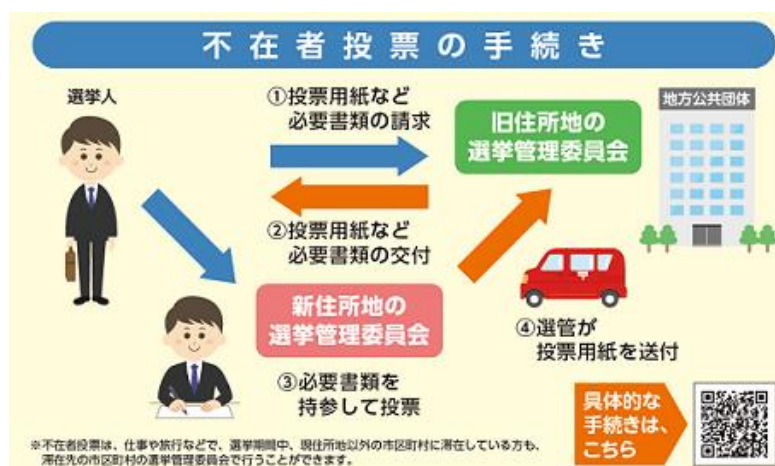 不在者投票の手続き
選挙人
①投票用紙など
必要書類の請求
旧住所地の
選挙管理委員会
地方公共団体
②投票用紙など
必要書類の交付
新住所地の
選挙管理委員会
④選管が
投票用紙を送付
③必要書類を
持参して投票
具体的な
手続きは、
こちら
※不在者投票は、仕事や旅行などで、選挙期間中、現住所地以外の市区町村に滞在している方も、
滞在先の市区町村の選挙管理委員会で行うことができます。